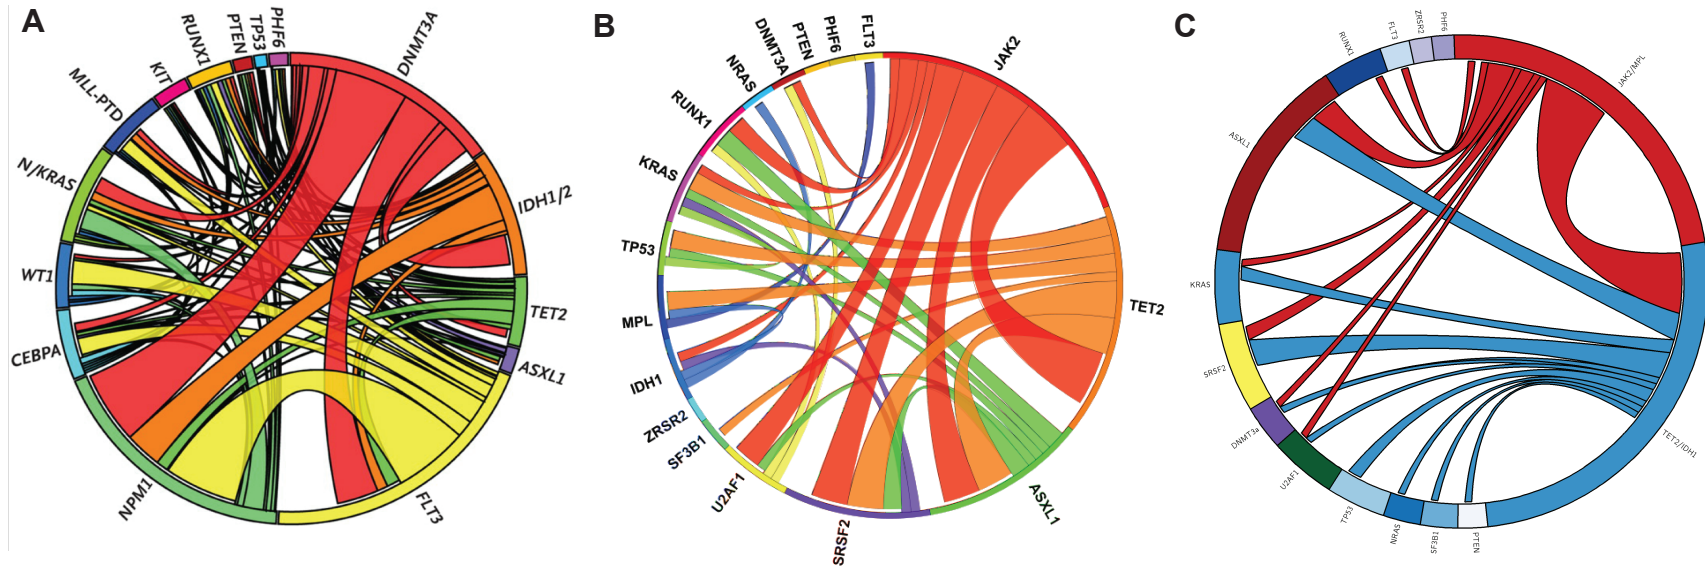 A
PHF6
TP53
PTEN
RUNX1
KIT
MLL-PTD
N/KRAS
WT1
CEBPA
NPM1
FLT3
ASXL1
TET2
IDH1/2
DNMT3A
B
FLT3
PHF6
PTEN
DNMT3A
NRAS
RUNX1
KRAS
TP53
MPL
IDH1
ZRSR2
SF3B1
U2AF1
SRSF2
ASXL1
TET2
JAK2
C
PHF6
ZRSR2
FLT3
RUNX1
ASXL1
KRAS
SRSF2
DNMT3a
U2AF1
TP53
NRAS
SF3B1
PTEN
TET2/IDH1
JAK2/MPL